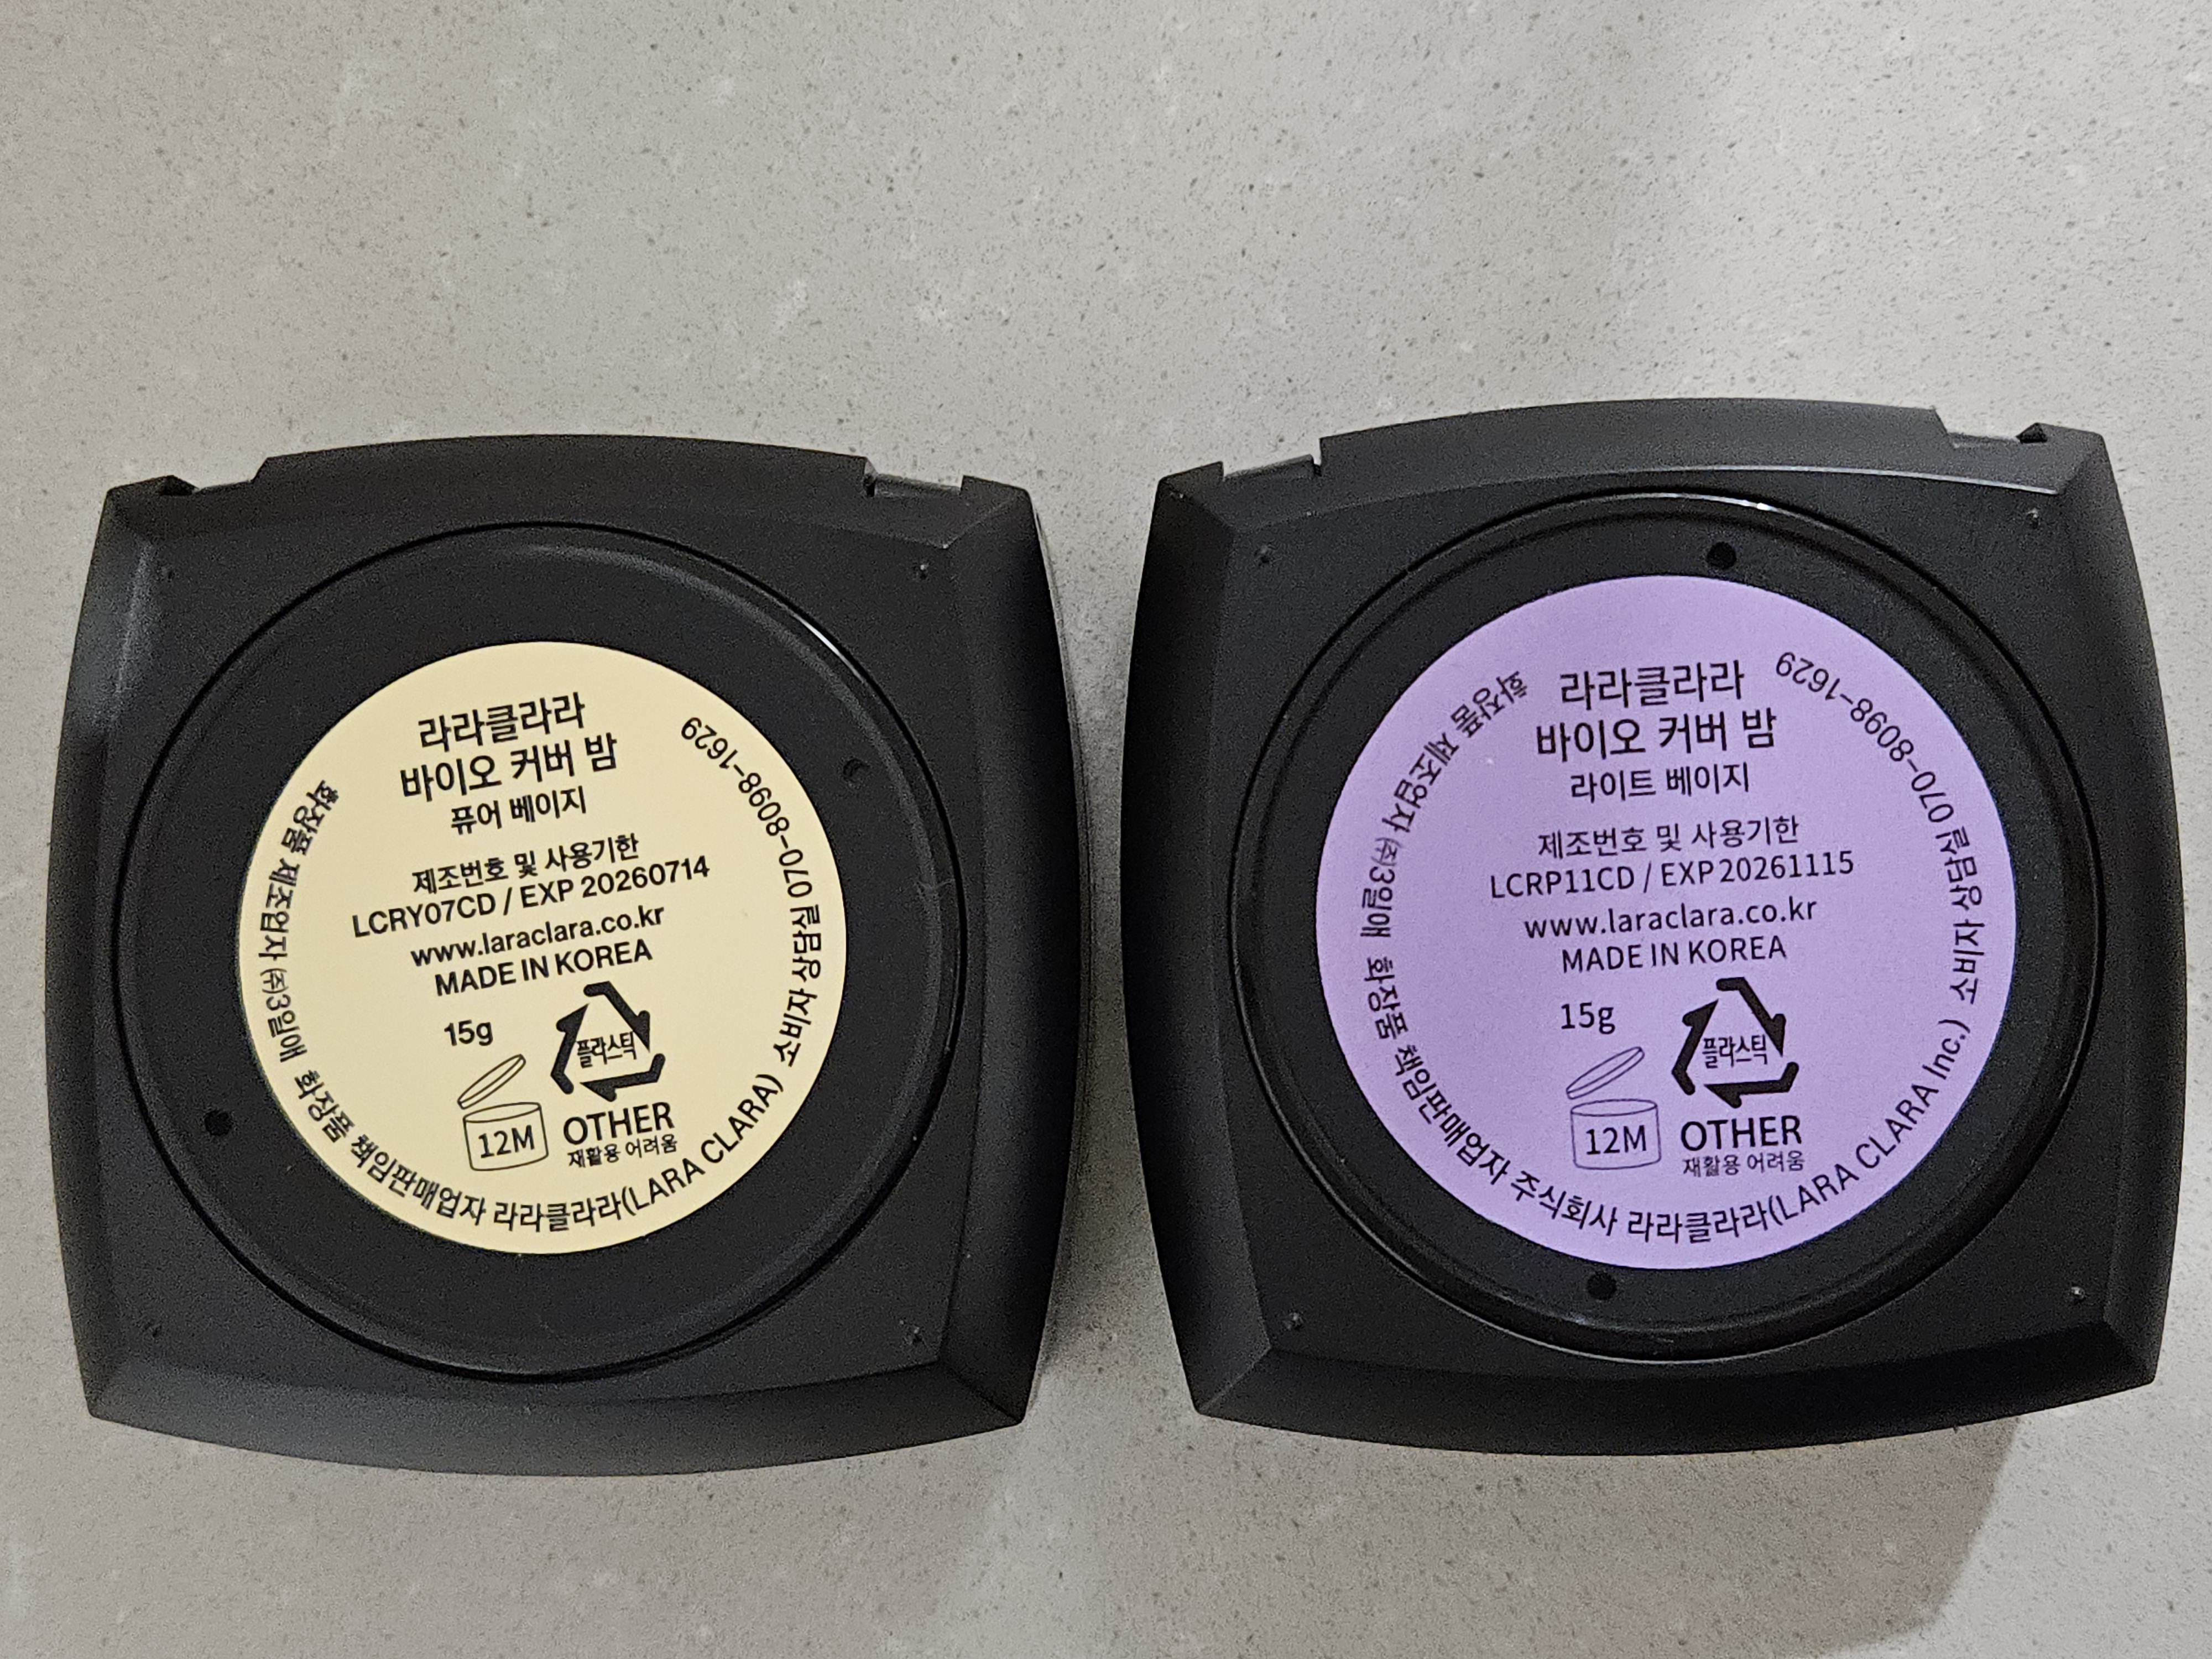 라라클라라
바이오 커버 밤
퓨어 베이지
제조번호 및 사용기한
LCRY07CD / EXP 20260714
www.laraclara.co.kr
MADE IN KOREA
15g
플라스틱
12M
OTHER
재활용 어려움
화장품 제조업자 ㈜3일애 화장품 책임판매업자 라라클라라(LARA CLARA) 소비자 상담실 070-8098-1629
라라클라라
바이오 커버 밤
라이트 베이지
제조번호 및 사용기한
LCRP11CD / EXP 20261115
www.laraclara.co.kr
MADE IN KOREA
15g
플라스틱
12M
OTHER
재활용 어려움
화장품 제조업자 ㈜3일애 화장품 책임판매업자 주식회사 라라클라라(LARA CLARA Inc.) 소비자 상담실 070-8098-1629